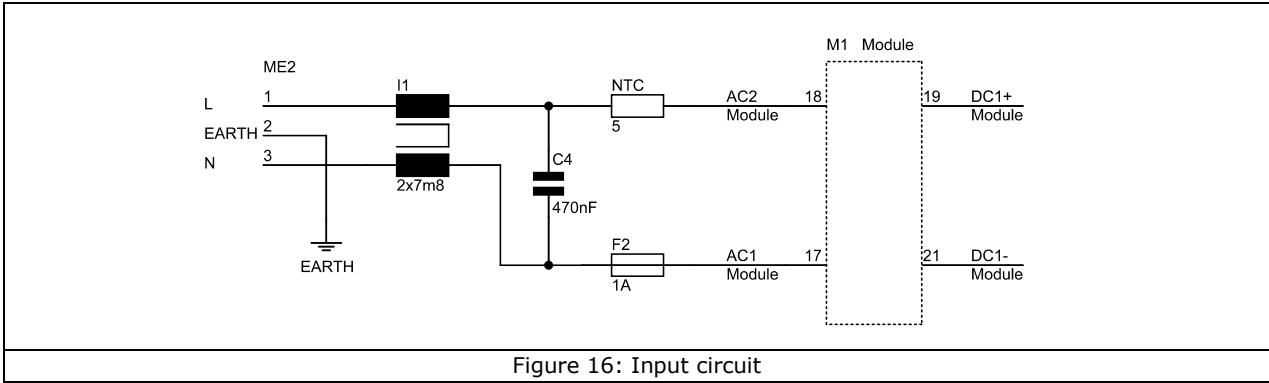 M1 Module
ME2
I1
NTC
L
1
AC2
18
19
DC1+
Module
Module
5
EARTH
2
N
3
2x7m8
C4
470nF
F2
AC1
17
21
DC1-
EARTH
Module
Module
1A
Figure 16: Input circuit